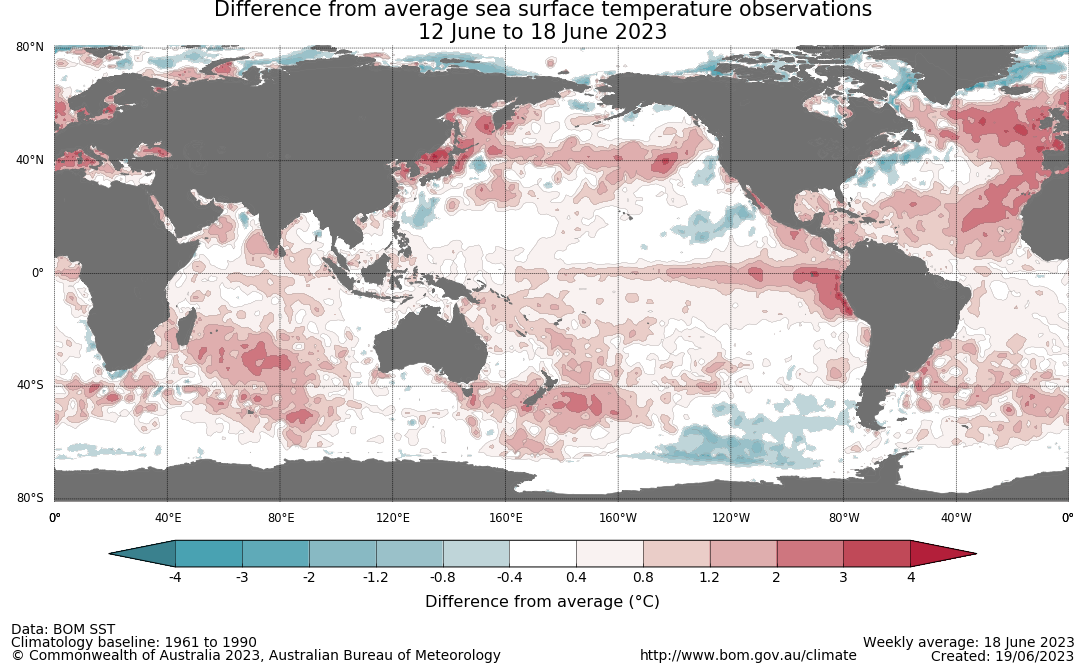 Difference from average sea surface temperature observations
12 June to 18 June 2023
80°N
40°N
0°
40°S
80°S
0° 40°E 80°E 120°E 160°E 160°W 120°W 80°W 40°W 0°
-4 -3 -2 -1.2 -0.8 -0.4 0.4 0.8 1.2 2 3 4
Difference from average (°C)
Data: BOM SST
Climatology baseline: 1961 to 1990
© Commonwealth of Australia 2023, Australian Bureau of Meteorology
http://www.bom.gov.au/climate
Weekly average: 18 June 2023
Created: 19/06/2023